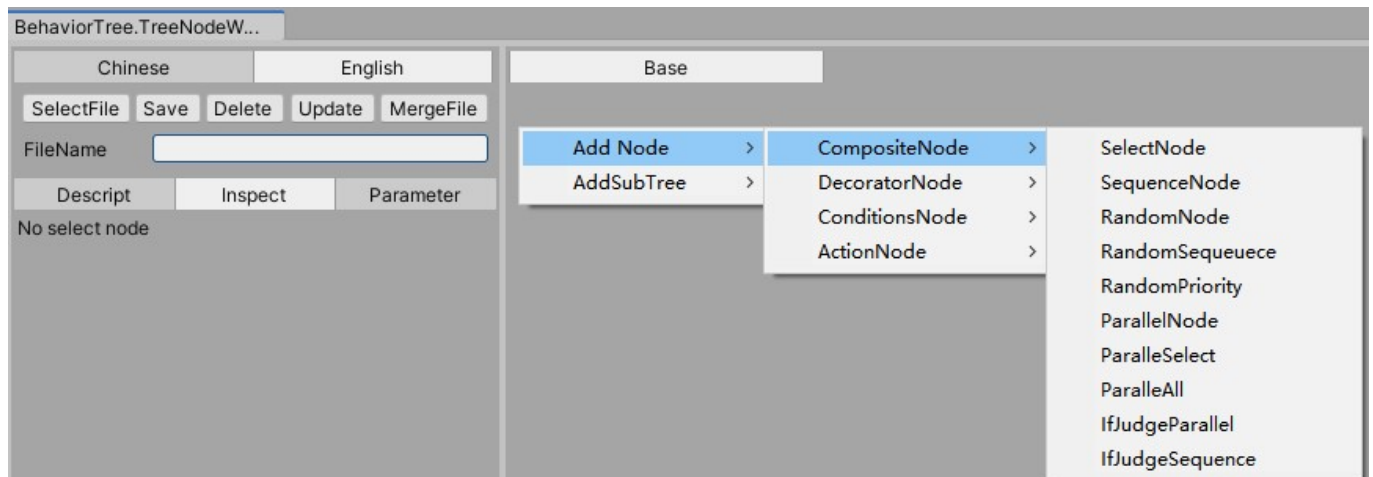 BehaviorTree.TreeNodeW...
Chinese English
SelectFile Save Delete Update MergeFile
FileName
Descript Inspect Parameter
No select node
Base
Add Node >
AddSubTree >
CompositeNode >
DecoratorNode >
ConditionsNode >
ActionNode >
SelectNode
SequenceNode
RandomNode
RandomSequeuece
RandomPriority
ParallelNode
ParalleSelect
ParalleAll
IfJudgeParallel
IfJudgeSequence